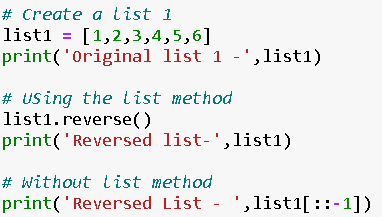 # Create a list 1
list1 = [1,2,3,4,5,6]
print('Original list 1 -',list1)
# USing the list method
list1.reverse()
print('Reversed list-',list1)
# Without list method
print('Reversed List - ',list1[::-1])